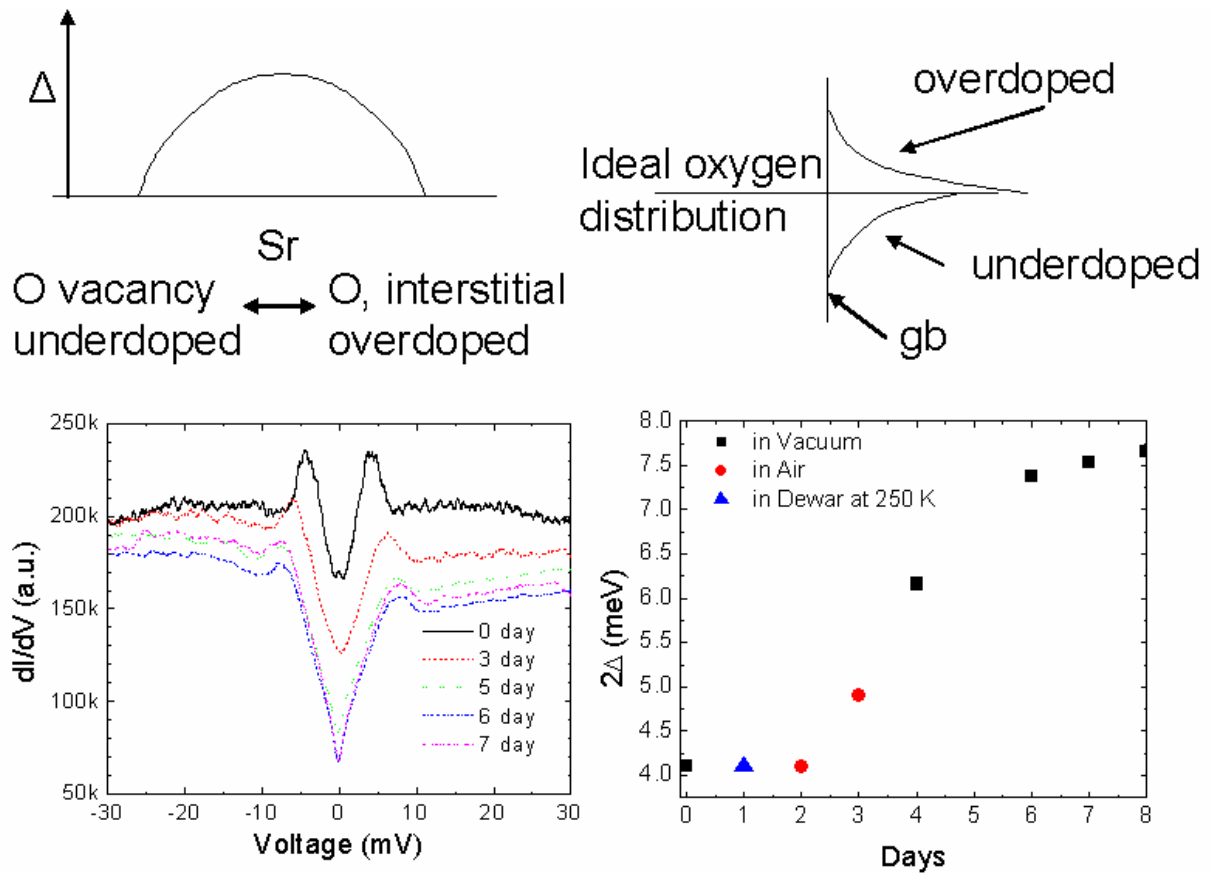 Δ
Sr
O vacancy
underdoped
O, interstitial
overdoped
overdoped
Ideal oxygen
distribution
underdoped
gb
250k
200k
150k
100k
50k
dI/dV (a.u.)
0 day
3 day
5 day
6 day
7 day
-30 -20 -10 0 10 20 30
Voltage (mV)
8.0
7.5
7.0
6.5
6.0
5.5
5.0
4.5
4.0
2Δ (meV)
in Vacuum
in Air
in Dewar at 250 K
0 1 2 3 4 5 6 7 8
Days